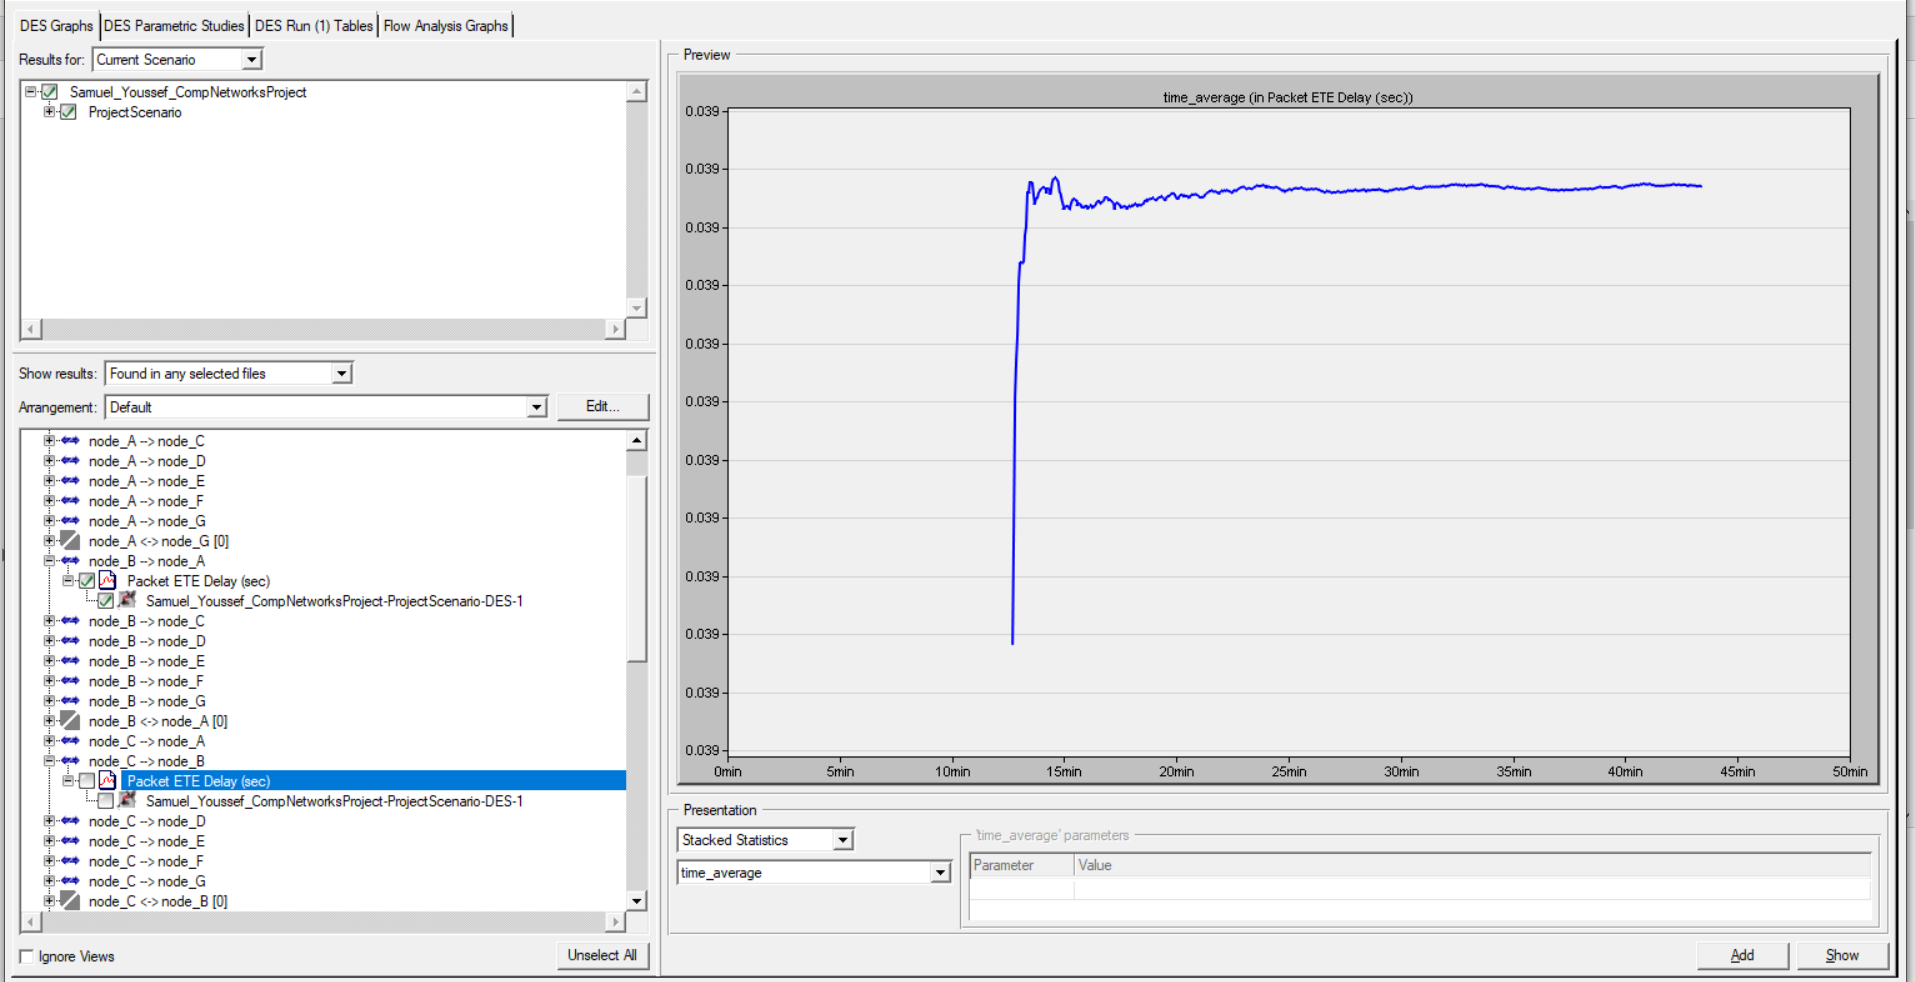 DES Graphs DES Parametric Studies DES Run (1) Tables Flow Analysis Graphs
Results for: Current Scenario
Samuel_Youssef_CompNetworksProject
ProjectScenario
Show results: Found in any selected files
Arrangement: Default Edit...
node_A --> node_C
node_A --> node_D
node_A --> node_E
node_A --> node_F
node_A --> node_G
node_A <-> node_G [0]
node_B --> node_A
Packet ETE Delay (sec)
Samuel_Youssef_CompNetworksProject-ProjectScenario-DES-1
node_B --> node_C
node_B --> node_D
node_B --> node_E
node_B --> node_F
node_B --> node_G
node_B <-> node_A [0]
node_C --> node_A
node_C --> node_B
Packet ETE Delay (sec)
Samuel_Youssef_CompNetworksProject-ProjectScenario-DES-1
node_C --> node_D
node_C --> node_E
node_C --> node_F
node_C --> node_G
node_C <-> node_B [0]
Ignore Views Unselect All
Preview
time_average (in Packet ETE Delay (sec))
0.039
0.039
0.039
0.039
0.039
0.039
0.039
0.039
0.039
0.039
0.039
0.039
0min 5min 10min 15min 20min 25min 30min 35min 40min 45min 50min
Presentation
Stacked Statistics
time_average
'time_average' parameters
Parameter Value
Add Show